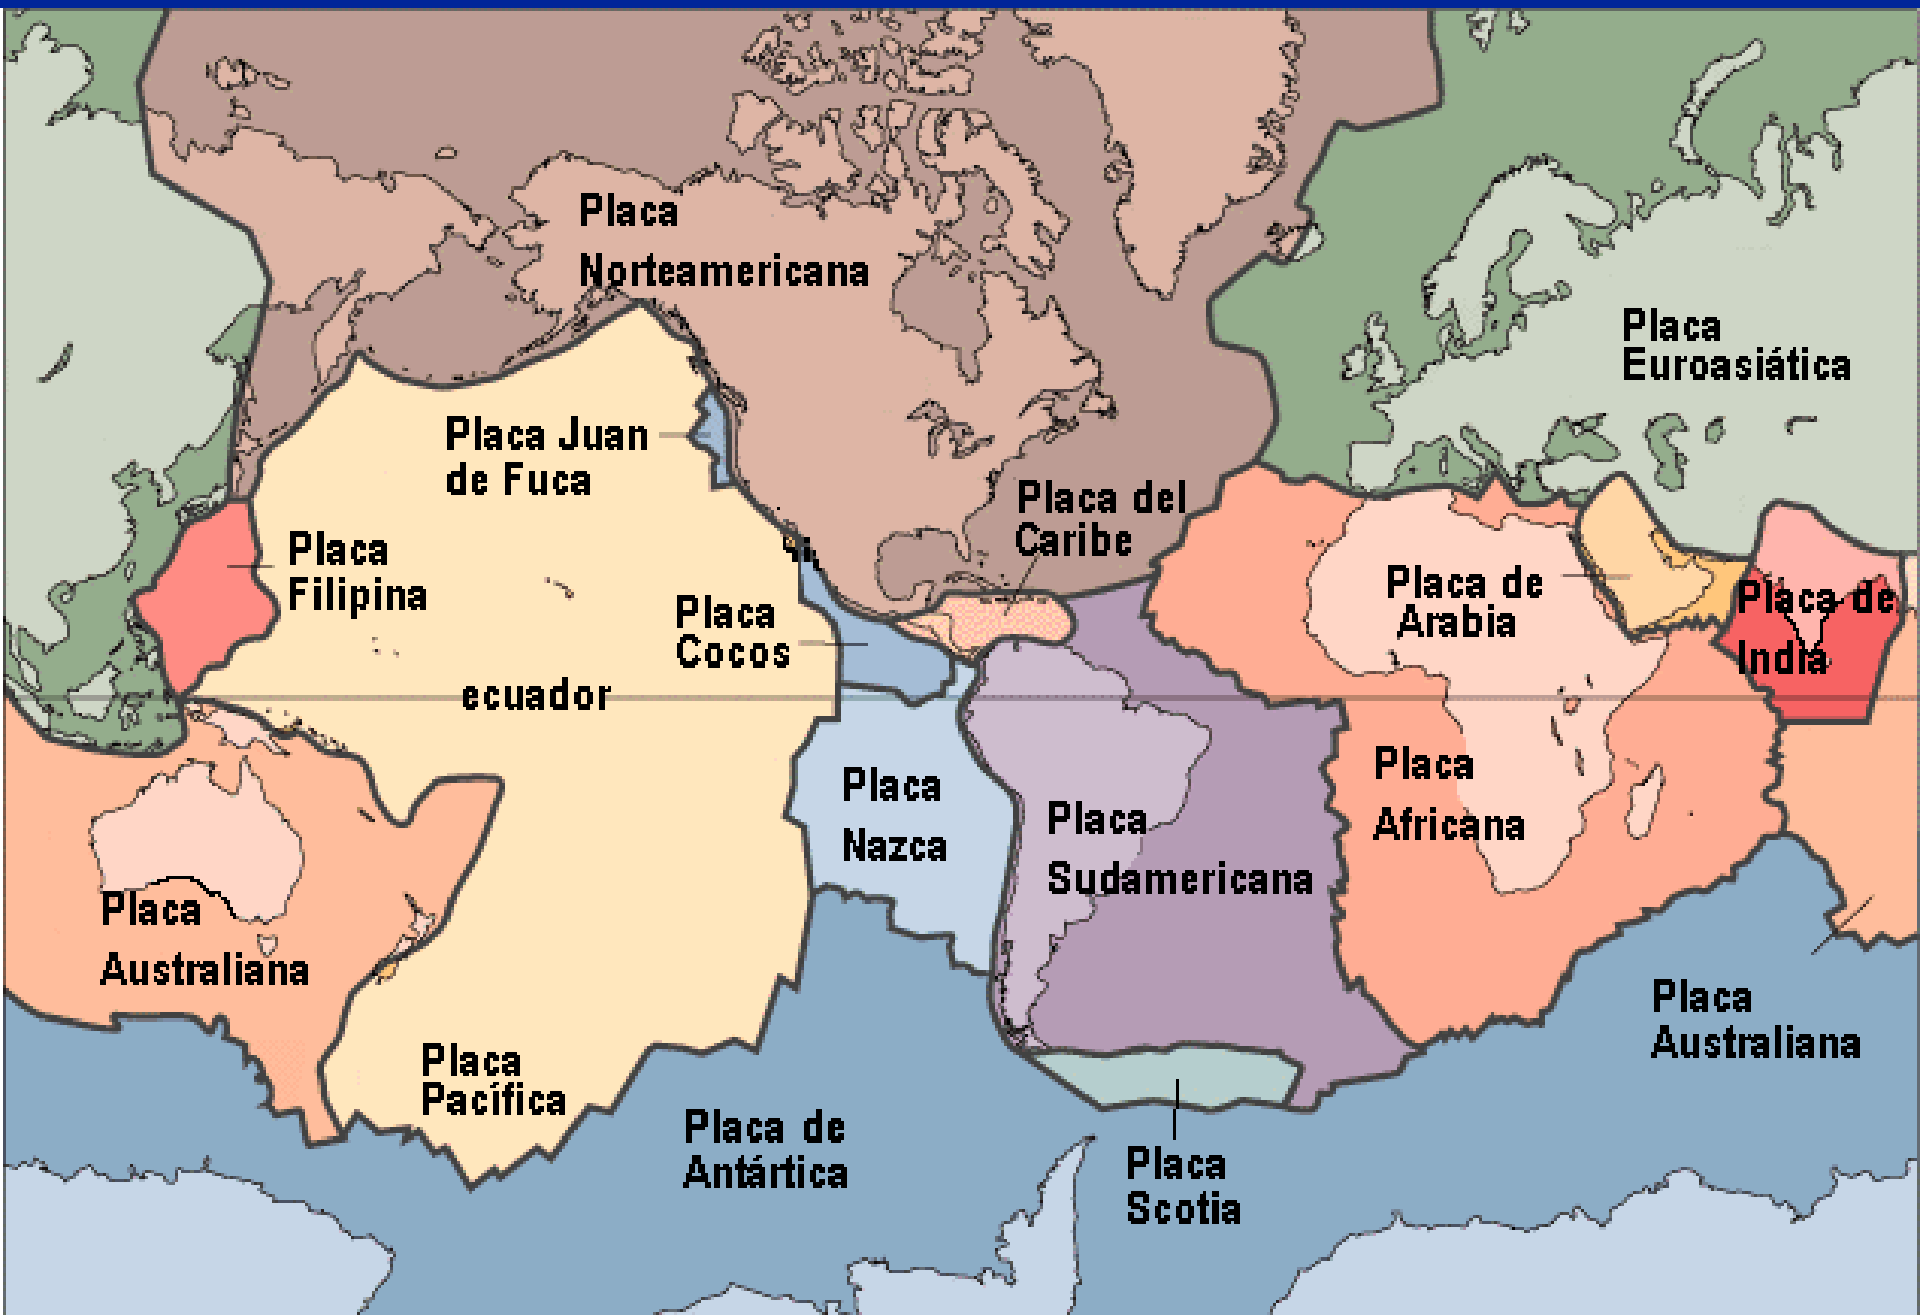 Placa
Norteamericana
Placa
Euroasiática
Placa Juan
de Fuca
Placa del
Caribe
Placa
Filipina
Placa de
Arabia
Placa de
India
Placa
Cocos
ecuador
Placa
Nazca
Placa
Sudamericana
Placa
Africana
Placa
Australiana
Placa
Australiana
Placa
Pacífica
Placa de
Antártica
Placa
Scotia